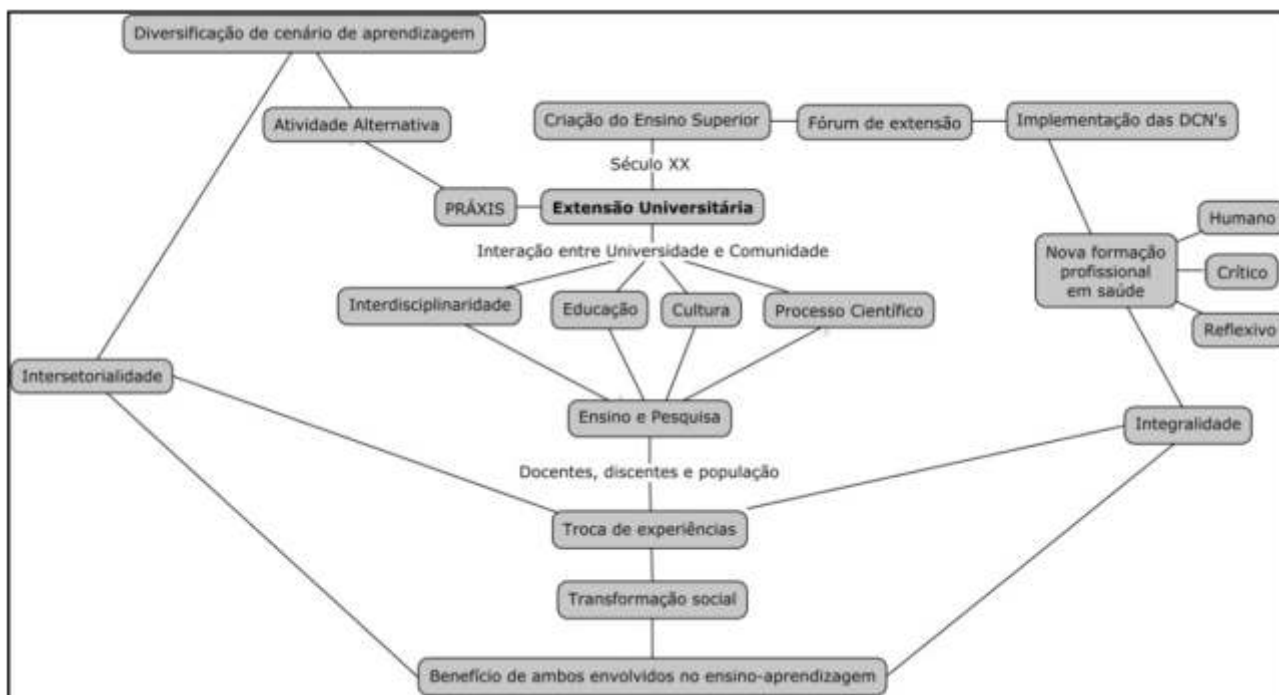 Diversificação de cenário de aprendizagem
Atividade Alternativa
Criação do Ensino Superior
Fórum de extensão
Implementação das DCN's
Século XX
PRÁXIS
Extensão Universitária
Humano
Interação entre Universidade e Comunidade
Nova formação
profissional
em saúde
Crítico
Interdisciplinaridade
Educação
Cultura
Processo Científico
Reflexivo
Intersetorialidade
Ensino e Pesquisa
Integralidade
Docentes, discentes e população
Troca de experiências
Transformação social
Benefício de ambos envolvidos no ensino-aprendizagem